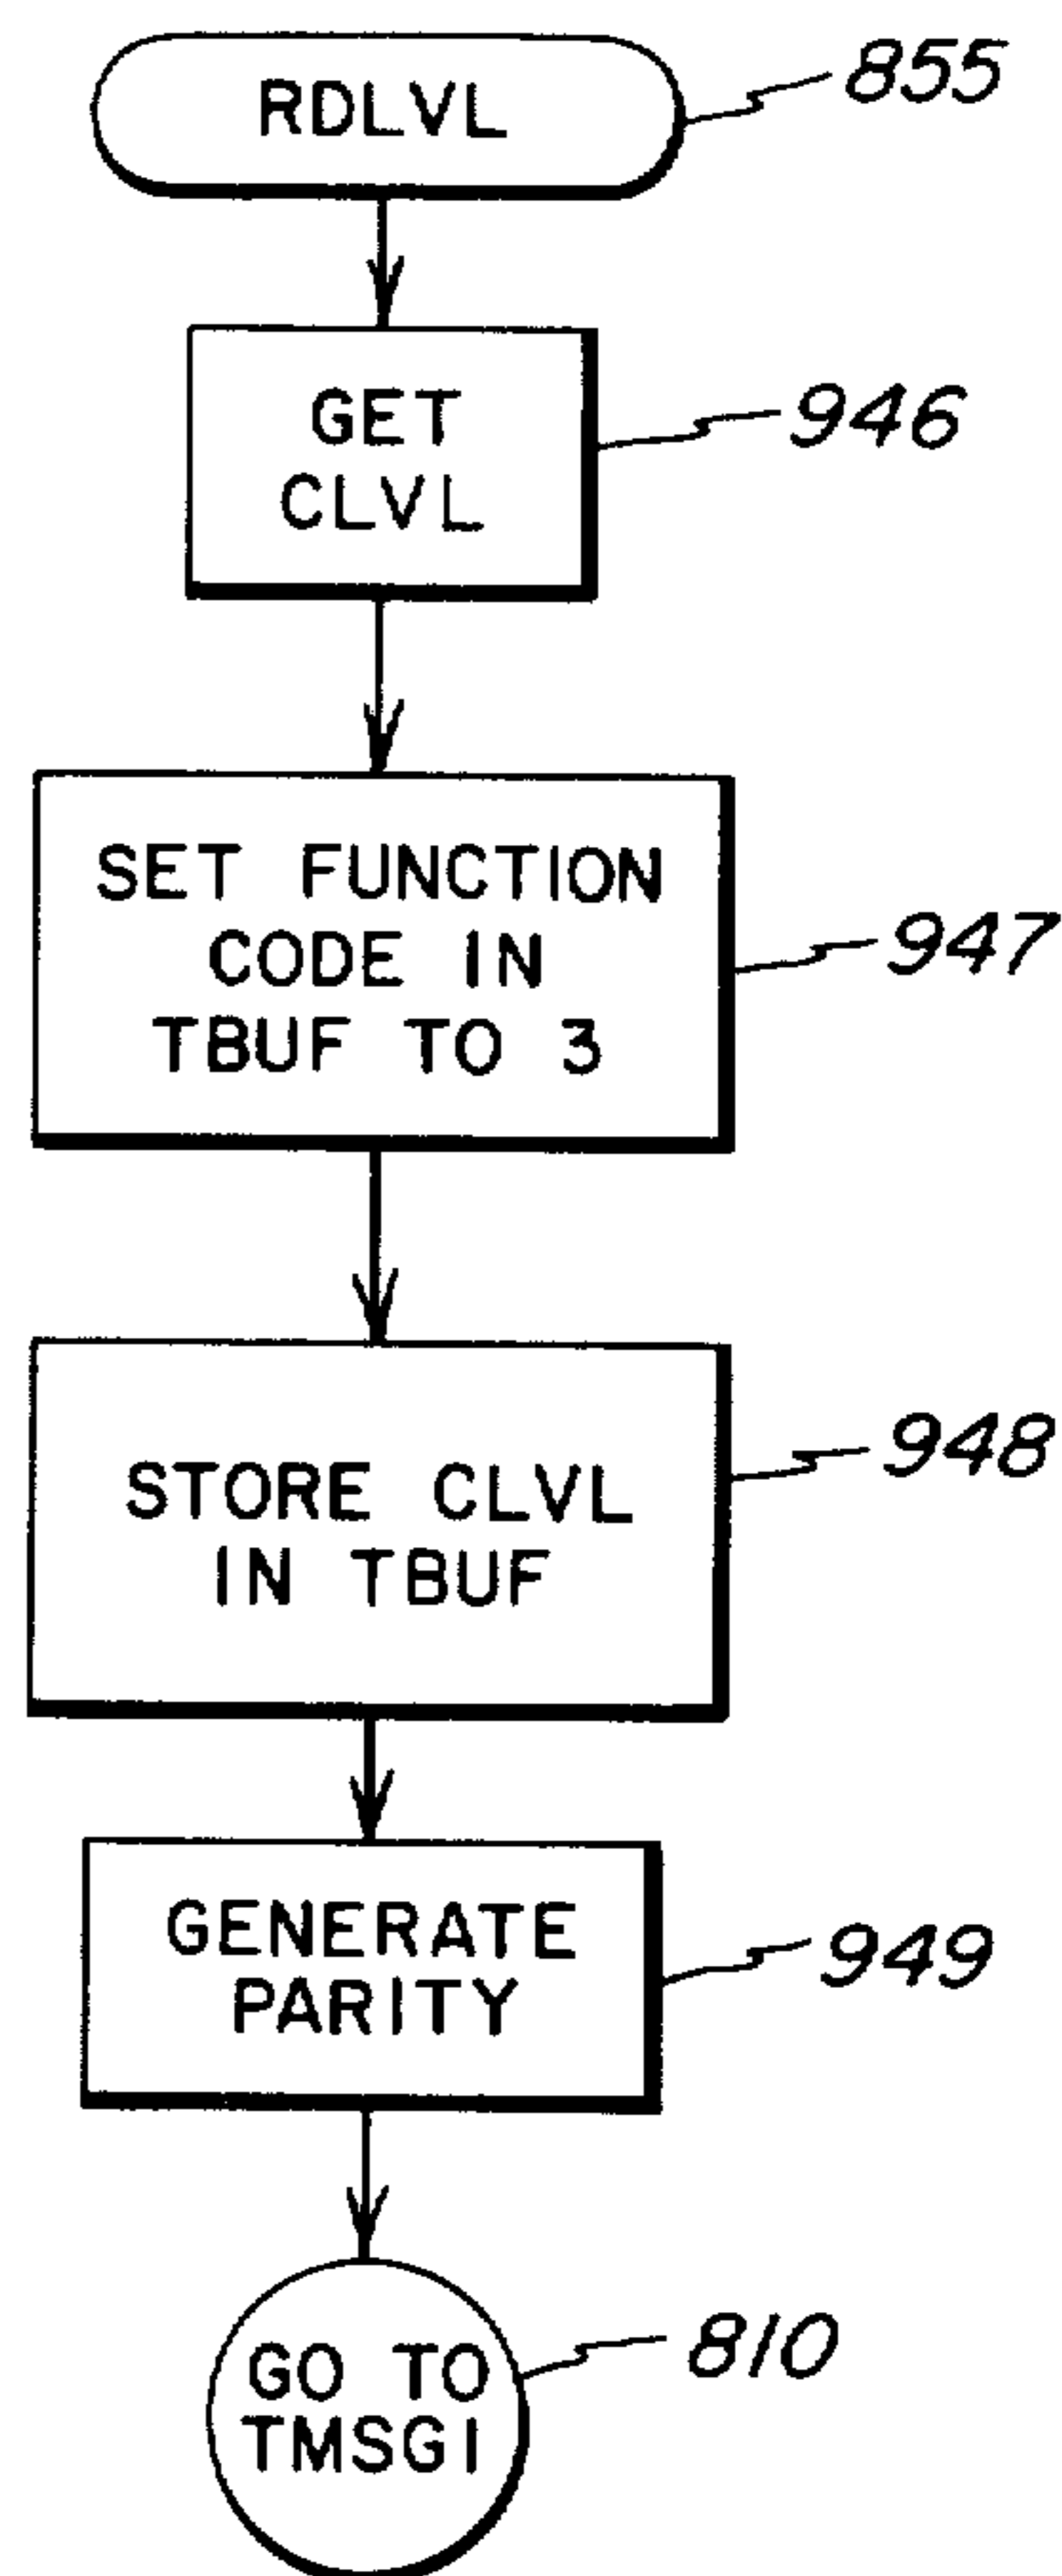 RDLVL
855
GET
CLVL
946
SET FUNCTION
CODE IN
TBUF TO 3
947
STORE CLVL
IN TBUF
948
GENERATE
PARITY
949
GO TO
TMSG1
810